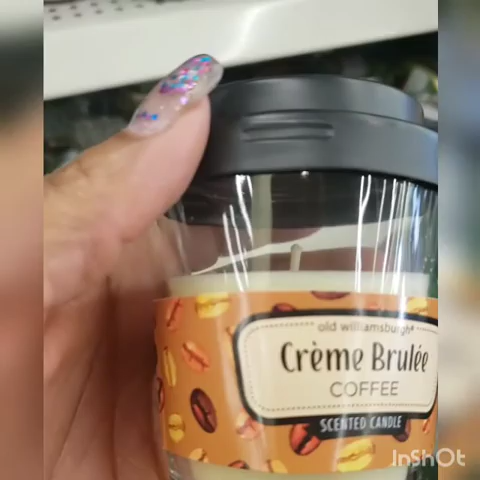 old williamsburgh®
Crème Brulée
COFFEE
SCENTED CANDLE
InShOt